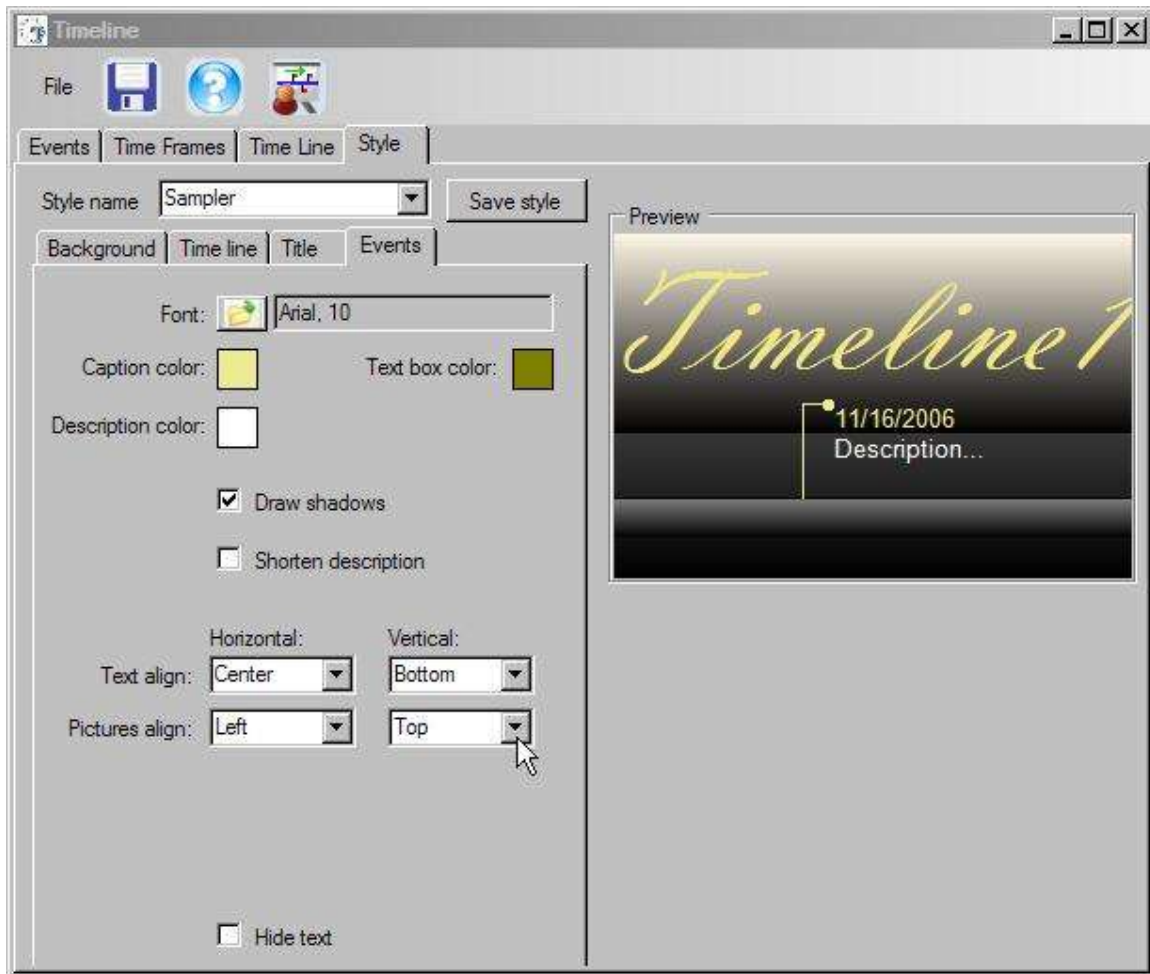 Timeline
File
Events Time Frames Time Line Style
Style name Sampler Save style
Background Time line Title Events
Font: Arial, 10
Caption color: Text box color:
Description color:
Draw shadows
Shorten description
Horizontal: Vertical:
Text align: Center Bottom
Pictures align: Left Top
Hide text
Preview
Timeline1
11/16/2006
Description...